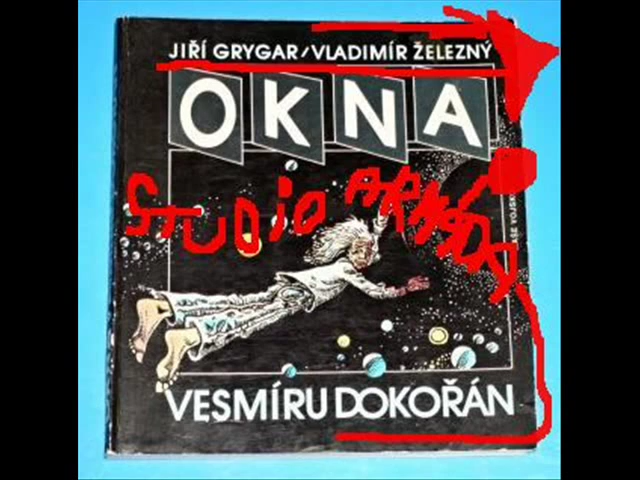 JIŘÍ GRYGAR/VLADIMÍR ŽELEZNÝ
OKNA
STUDIO
VESMÍRU DOKOŘÁN